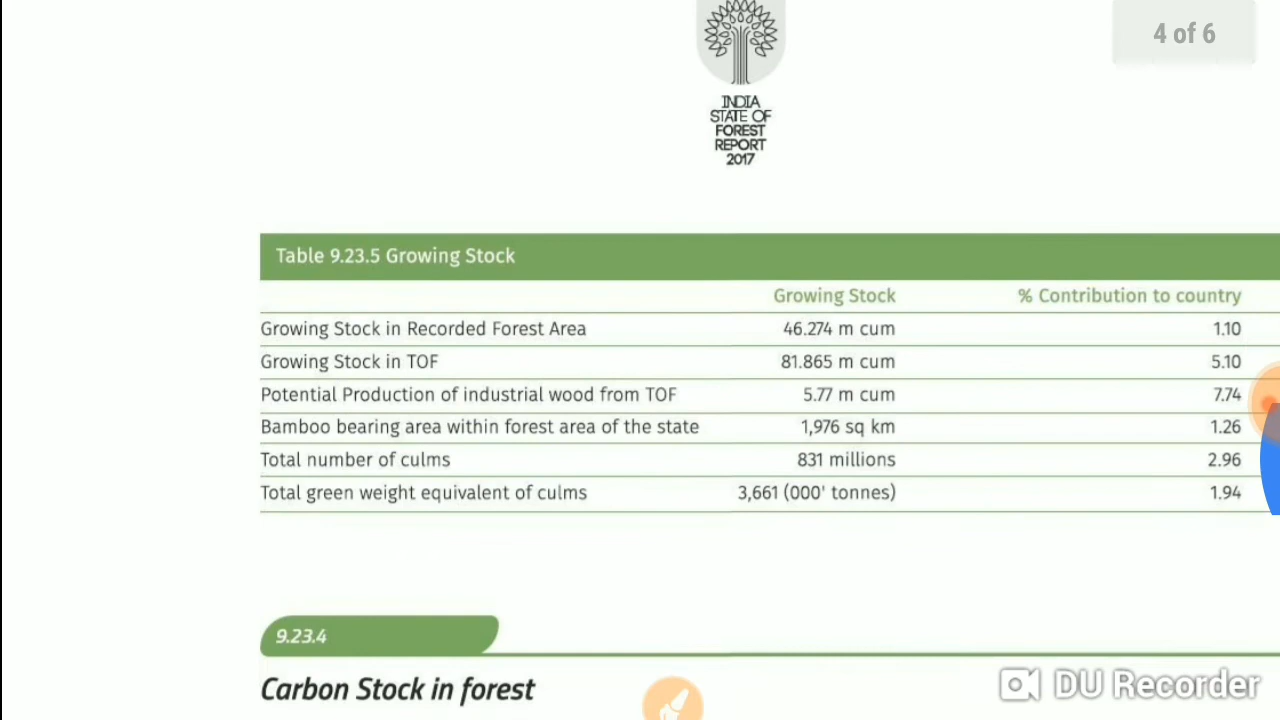 4 of 6
INDIA
STATE OF
FOREST
REPORT
2017
Table 9.23.5 Growing Stock
Growing Stock % Contribution to country
Growing Stock in Recorded Forest Area 46.274 m cum 1.10
Growing Stock in TOF 81.865 m cum 5.10
Potential Production of industrial wood from TOF 5.77 m cum 7.74
Bamboo bearing area within forest area of the state 1,976 sq km 1.26
Total number of culms 831 millions 2.96
Total green weight equivalent of culms 3,661 (000' tonnes) 1.94
9.23.4
Carbon Stock in forest
DU Recorder